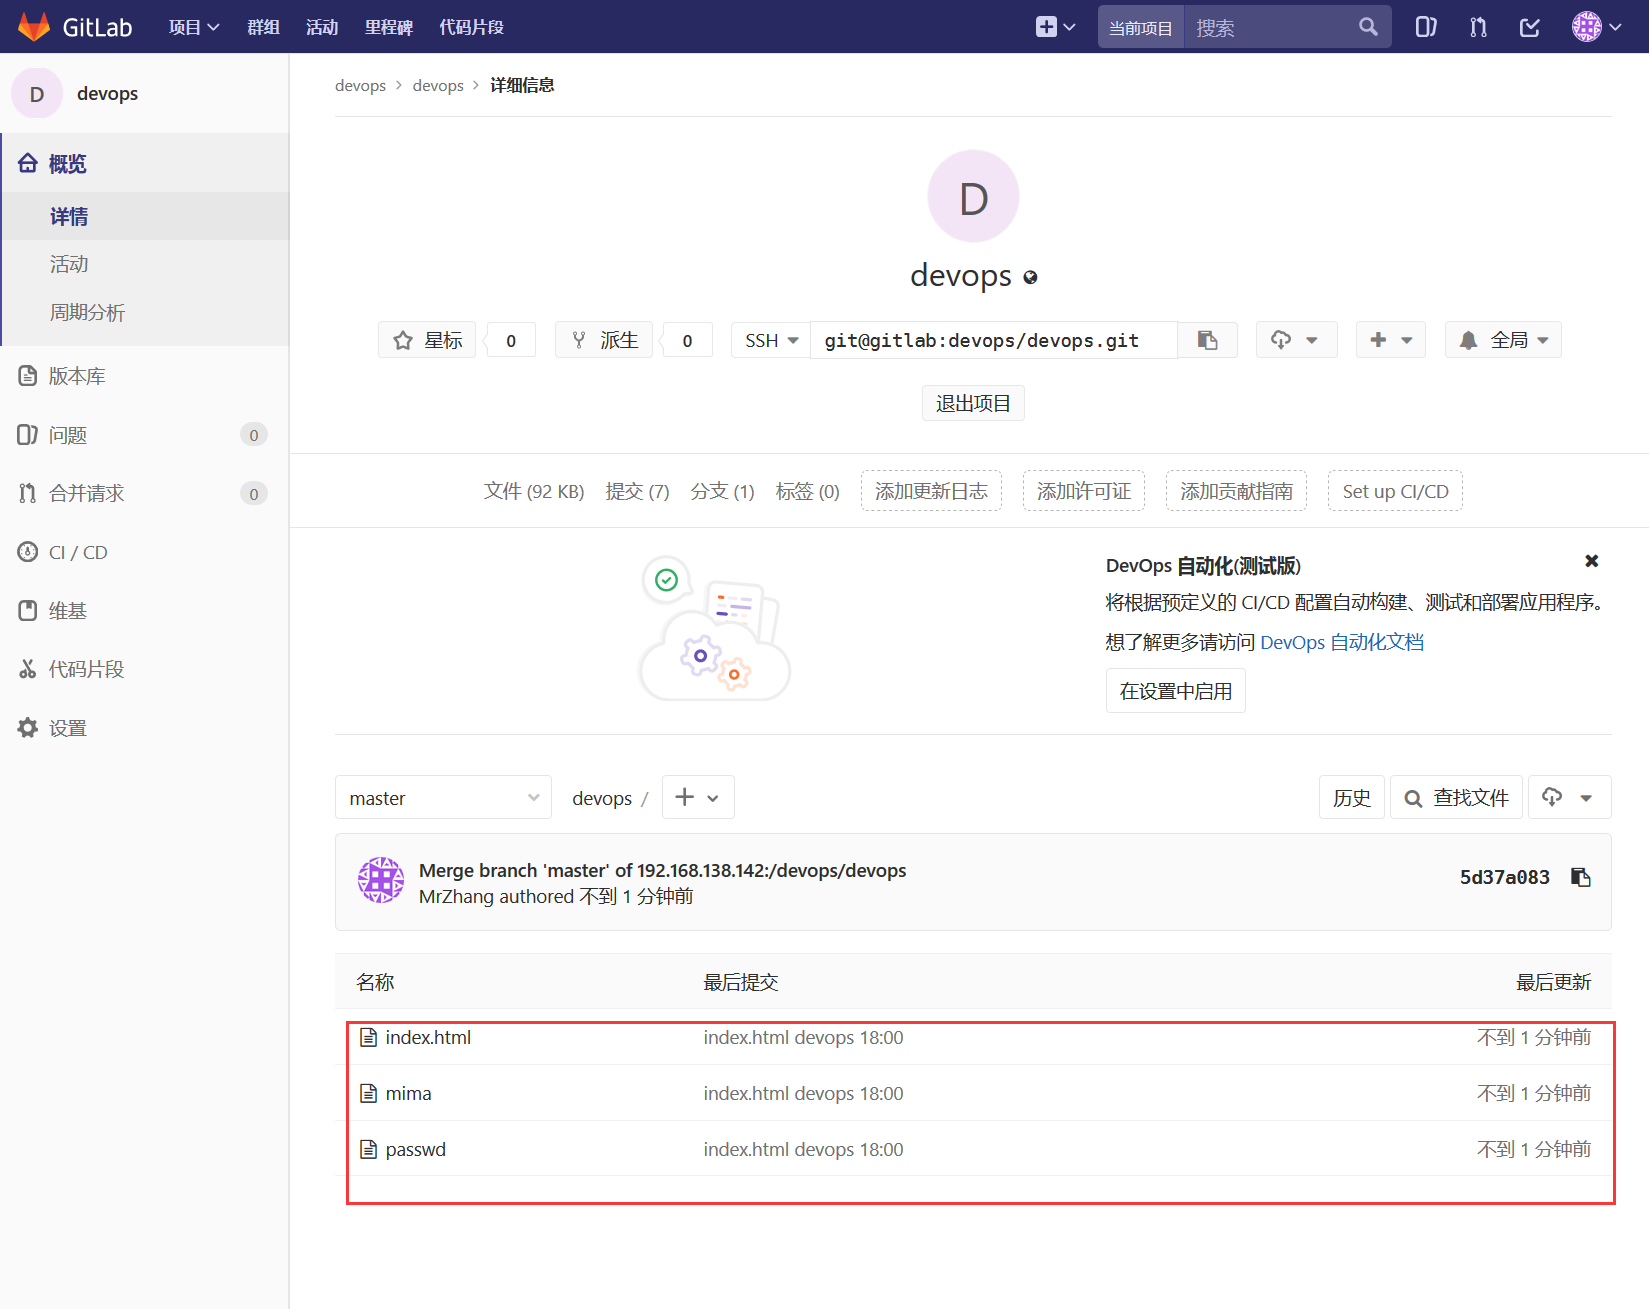 GitLab 项目 群组 活动 里程碑 代码片段 当前项目 搜索
D devops
概览
详情
活动
周期分析
版本库
问题 0
合并请求 0
CI / CD
维基
代码片段
设置
devops > devops > 详细信息
D
devops
星标 0 派生 0 SSH git@gitlab:devops/devops.git 全局
退出项目
文件 (92 KB) 提交 (7) 分支 (1) 标签 (0) 添加更新日志 添加许可证 添加贡献指南 Set up CI/CD
DevOps 自动化(测试版)
将根据预定义的 CI/CD 配置自动构建、测试和部署应用程序。
想了解更多请访问 DevOps 自动化文档
在设置中启用
master devops / 历史 查找文件
Merge branch 'master' of 192.168.138.142:/devops/devops
MrZhang authored 不到 1 分钟前
5d37a083
名称 最后提交 最后更新
index.html index.html devops 18:00 不到 1 分钟前
mima index.html devops 18:00 不到 1 分钟前
passwd index.html devops 18:00 不到 1 分钟前